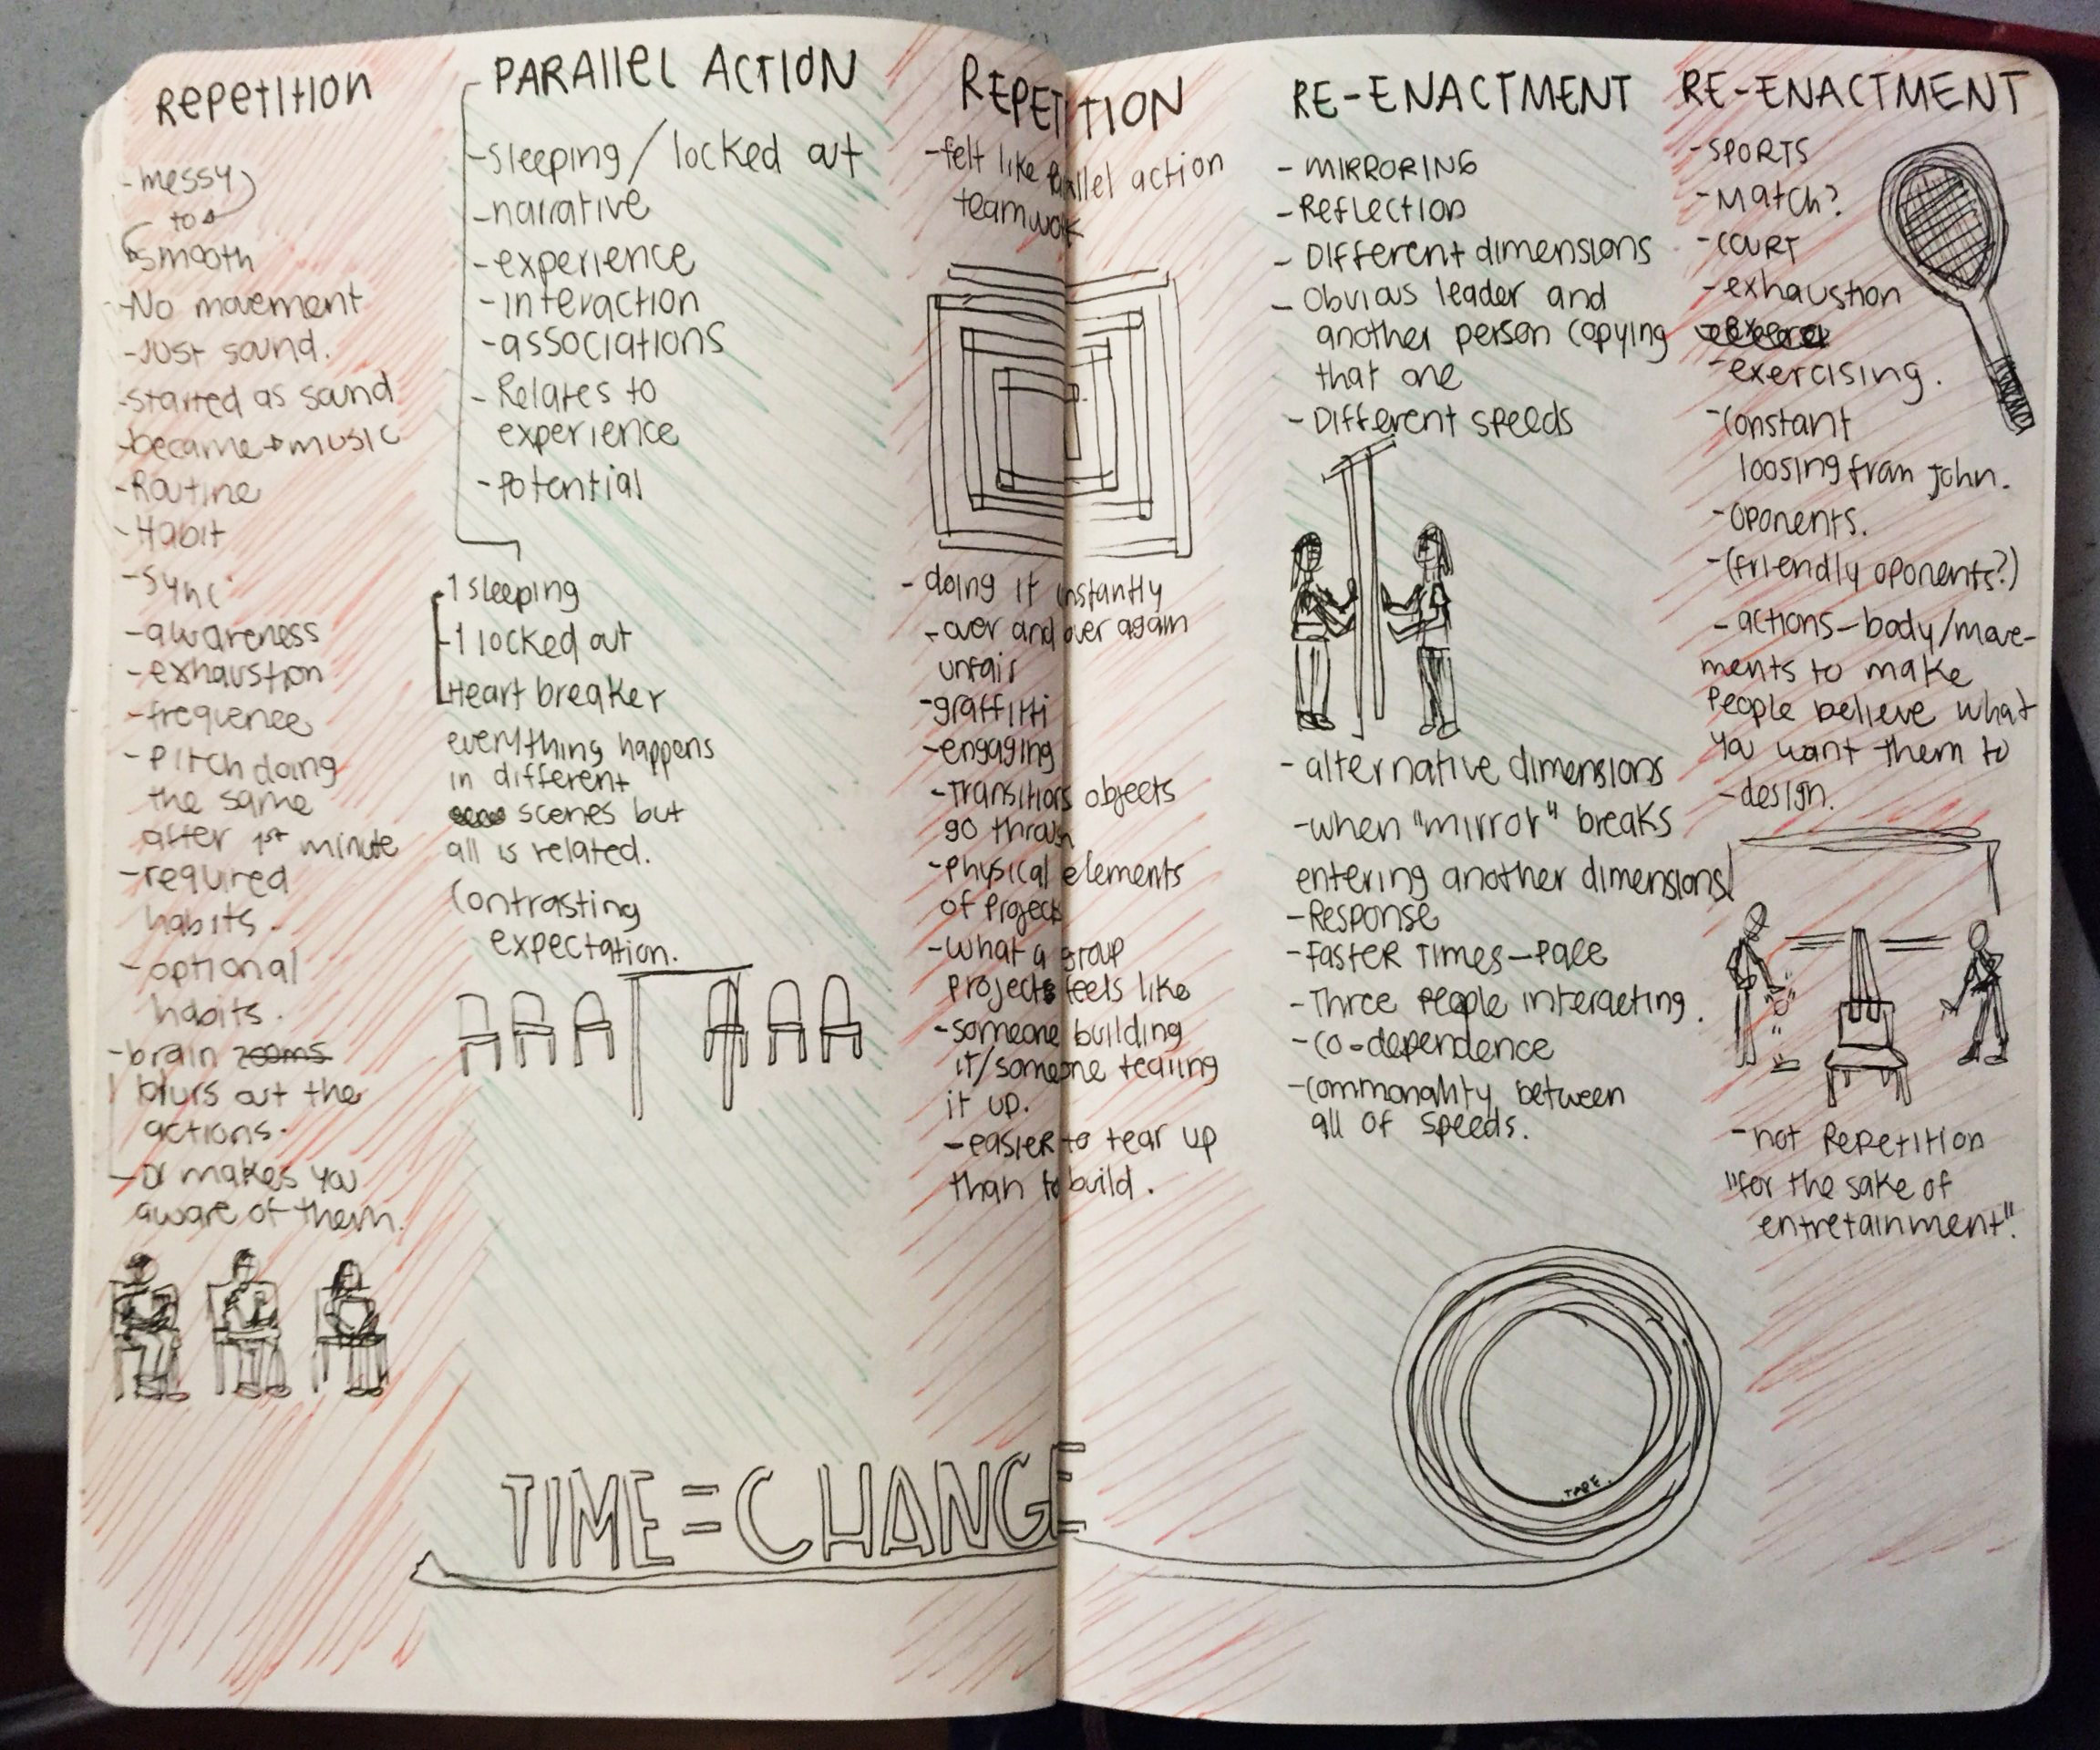 REPETITION
-messy
to a
smooth
-No movement
-Just sound.
-started as sound
-became → music
-Routine
-Habit
-sync
-awareness
-exhaustion
-frequence
-Pitch doing
the same
after 1st minute
-required
habits.
-optional
habits.
-brain zooms
blurs out the
actions.
-Or makes you
aware of them.
PARALLEL ACTION
-sleeping/locked out
-narrative
-experience
-interaction
-associations
-Relates to
experience
-Potential
-1 sleeping
-1 locked out
Heart breaker
everything happens
in different
scenes but
all is related.
Contrasting
expectation.
REPETITION
-felt like parallel action
teamwork
-doing it instantly
-over and over again
unfair
-graffitti
-engaging
-Transitions objects
go throush
-Physical elements
of Project
-what a group
projects feels like
-someone building
it/someone tearing
it up.
-easier to tear up
than to build.
RE-ENACTMENT
-MIRRORING
-Reflection
-Different dimensions
-Obvious leader and
another person copying
that one
-Different speeds
-alternative dimensions
-when "mirror" breaks
entering another dimensions
-Response
-FASTER TIMES-Pace
-Three people interacting.
-co-dependence
-commonality between
all of speeds.
RE-ENACTMENT
-SPORTS
-Match?
-COURT
-exhaustion
-exercising.
-Constant
loosing from John.
-oponents.
-(friendly oponents?)
-actions-body/move-
ments to make
People believe what
you want them to
-design.
-not Repetition
"for the sake of
entretainment".
TAPE.
TIME=CHANGE